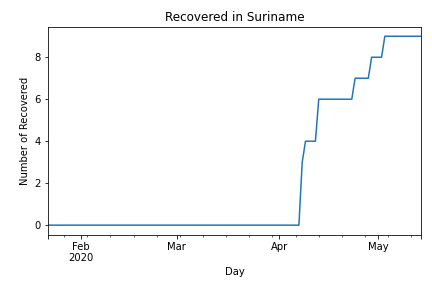 Recovered in Suriname
Number of Recovered
8
6
4
2
0
Feb
2020
Mar
Apr
May
Day